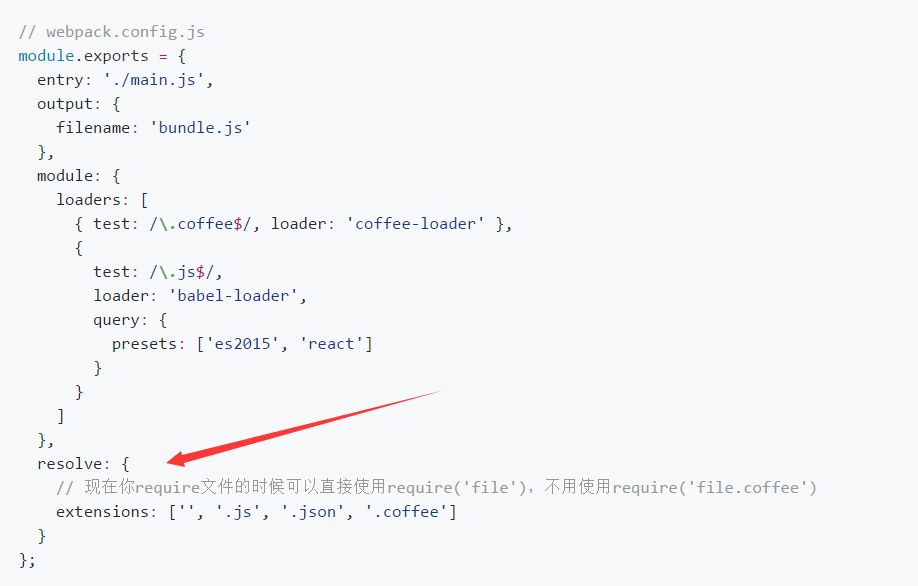 // webpack.config.js
module.exports = {
  entry: './main.js',
  output: {
    filename: 'bundle.js'
  },
  module: {
    loaders: [
      { test: /\.coffee$/, loader: 'coffee-loader' },
      {
        test: /\.js$/,
        loader: 'babel-loader',
        query: {
          presets: ['es2015', 'react']
        }
      }
    ]
  },
  resolve: {
    // 现在你require文件的时候可以直接使用require('file')，不用使用require('file.coffee')
    extensions: ['', '.js', '.json', '.coffee']
  }
};